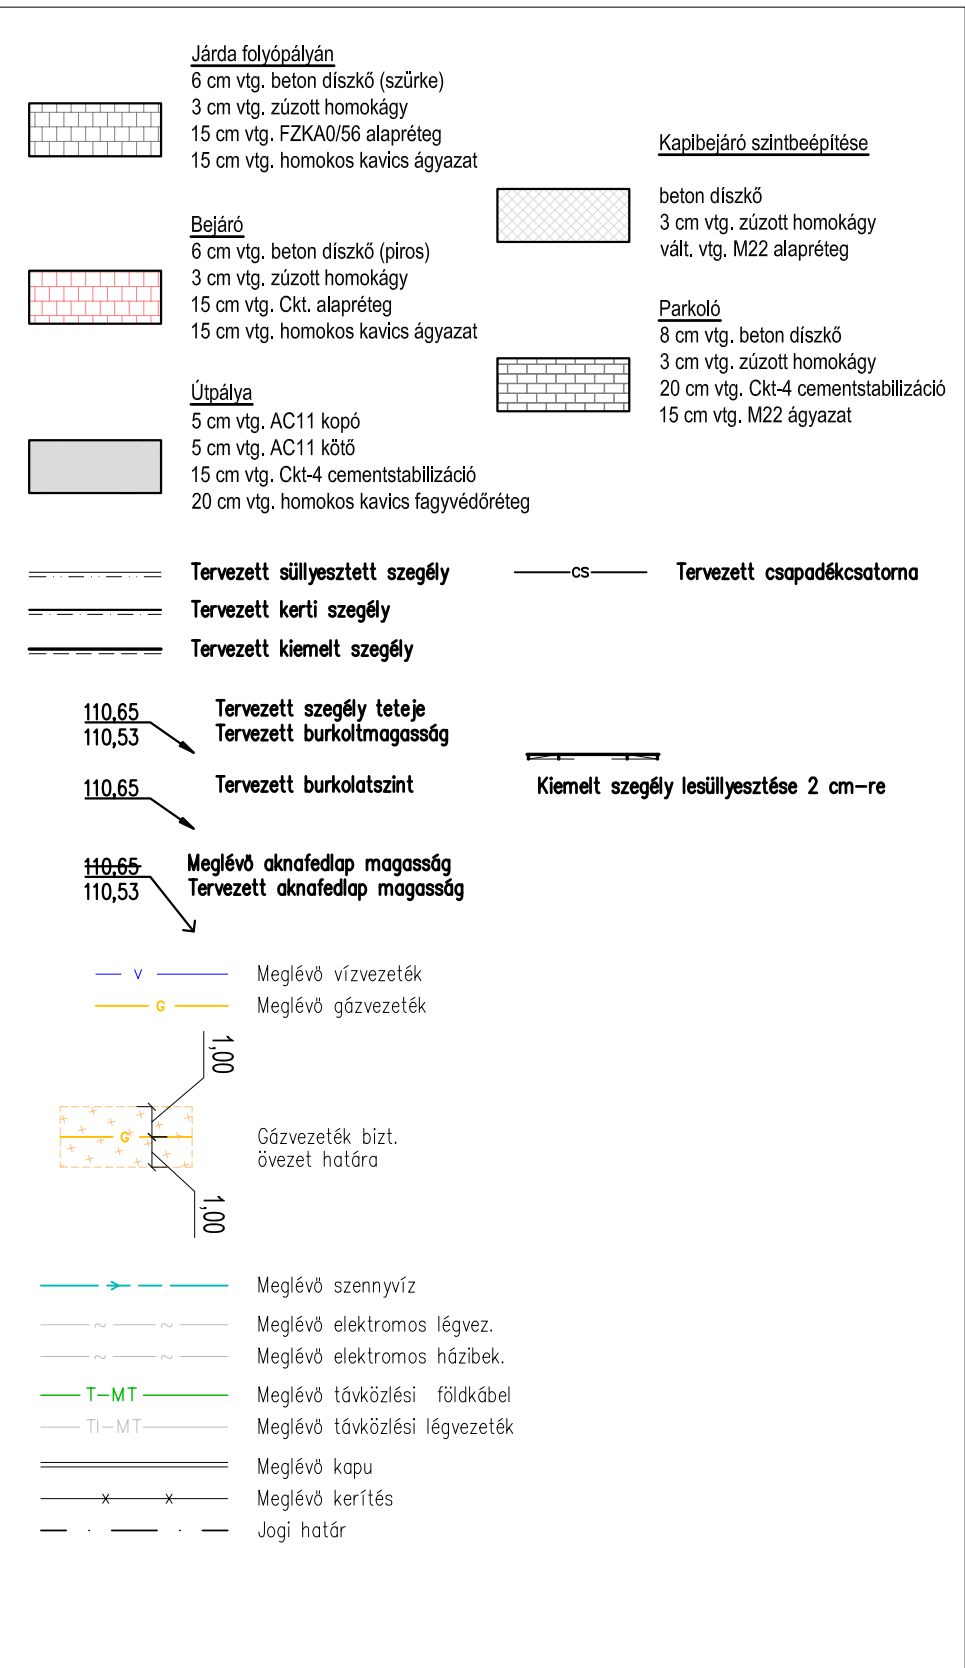 Járda folyópályán
6 cm vtg. beton díszkő (szürke)
3 cm vtg. zúzott homokágy
15 cm vtg. FZKA0/56 alapréteg
15 cm vtg. homokos kavics ágyazat
Bejáró
6 cm vtg. beton díszkő (piros)
3 cm vtg. zúzott homokágy
15 cm vtg. Ckt. alapréteg
15 cm vtg. homokos kavics ágyazat
Útpálya
5 cm vtg. AC11 kopó
5 cm vtg. AC11 kötő
15 cm vtg. Ckt-4 cementstabilizáció
20 cm vtg. homokos kavics fagyvédőréteg
Kapibejáró szintbeépítése
beton díszkő
3 cm vtg. zúzott homokágy
vált. vtg. M22 alapréteg
Parkoló
8 cm vtg. beton díszkő
3 cm vtg. zúzott homokágy
20 cm vtg. Ckt-4 cementstabilizáció
15 cm vtg. M22 ágyazat
Tervezett süllyesztett szegély
CS Tervezett csapadékcsatorna
Tervezett kerti szegély
Tervezett kiemelt szegély
110,65 Tervezett szegély teteje
110,53 Tervezett burkoltmagasság
110,65 Tervezett burkolatszint
Kiemelt szegély lesüllyesztése 2 cm-re
110,65 Meglévő aknafedlap magasság
110,53 Tervezett aknafedlap magasság
V Meglévő vízvezeték
G Meglévő gázvezeték
1,00
G Gázvezeték bizt.
övezet határa
1,00
Meglévő szennyvíz
~ ~ Meglévő elektromos légvez.
~ ~ Meglévő elektromos házibek.
T-MT Meglévő távközlési földkábel
TI-MT Meglévő távközlési légvezeték
Meglévő kapu
x x Meglévő kerítés
Jogi határ